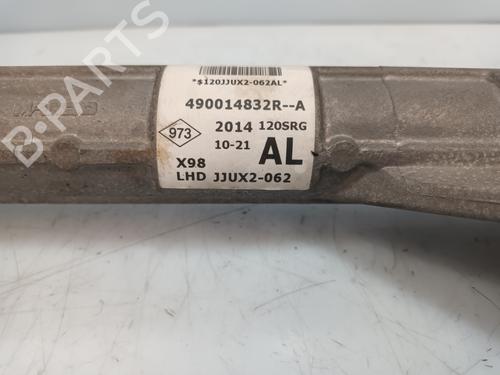 *$120JJUX2-062AL*
490014832R--A
973 2014 120SRG
10-21 AL
X98
LHD JJUX2-062
B-PARTS